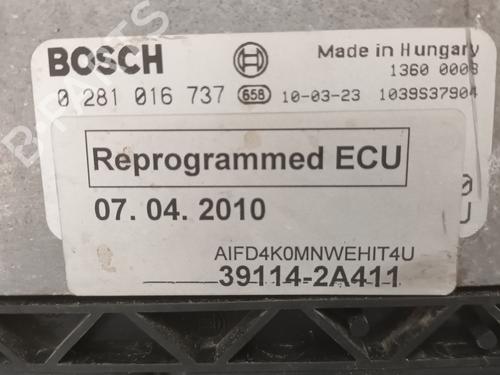 BOSCH
Made in Hungary
1360 0008
0 281 016 737 658 10-03-23 1039S37904
Reprogrammed ECU
07. 04. 2010
AIFD4K0MNWEHIT4U
39114-2A411